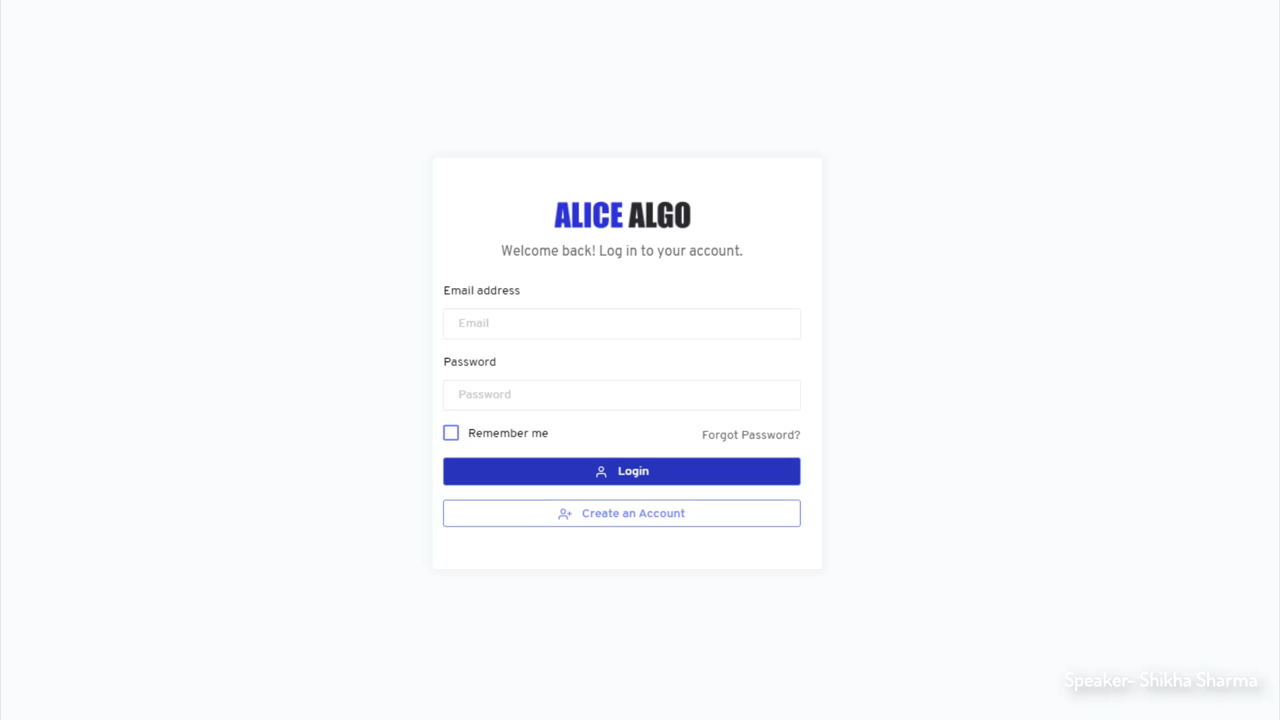 ALICE ALGO
Welcome back! Log in to your account.
Email address
Email
Password
Password
Remember me
Forgot Password?
Login
Create an Account
Speaker- Shikha Sharma